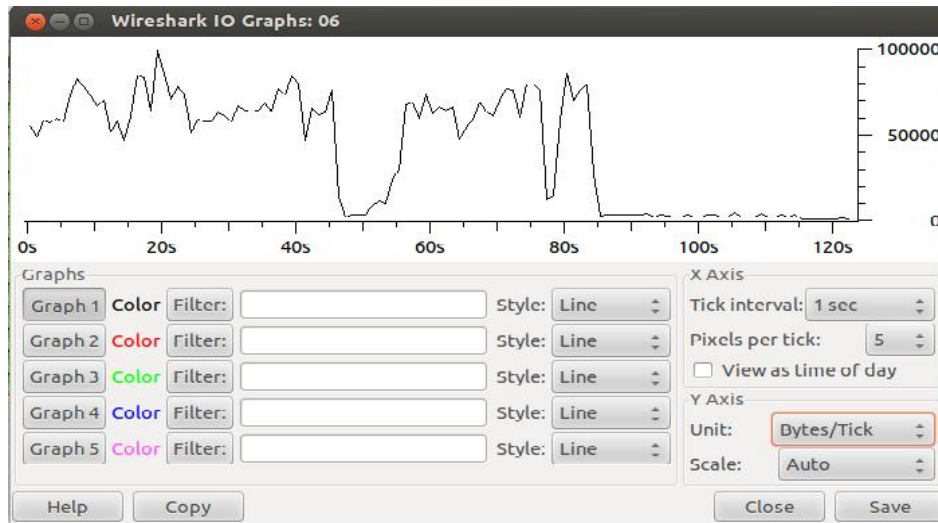 Wireshark IO Graphs: 06
100000
50000
0
0s 20s 40s 60s 80s 100s 120s
Graphs
Graph 1 Color Filter: Style: Line
Graph 2 Color Filter: Style: Line
Graph 3 Color Filter: Style: Line
Graph 4 Color Filter: Style: Line
Graph 5 Color Filter: Style: Line
X Axis
Tick interval: 1 sec
Pixels per tick: 5
View as time of day
Y Axis
Unit: Bytes/Tick
Scale: Auto
Help Copy Close Save